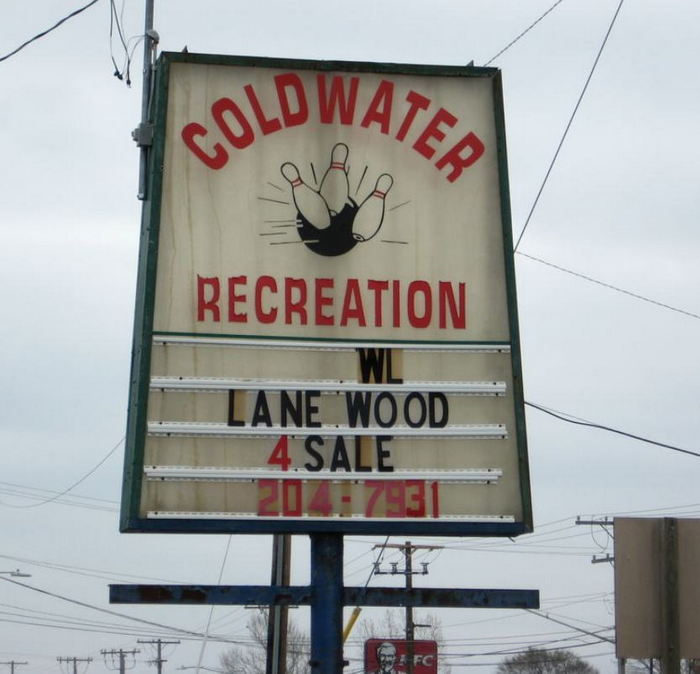 COLDWATER
RECREATION
WL
LANE WOOD
4 SALE
204-7931
KFC